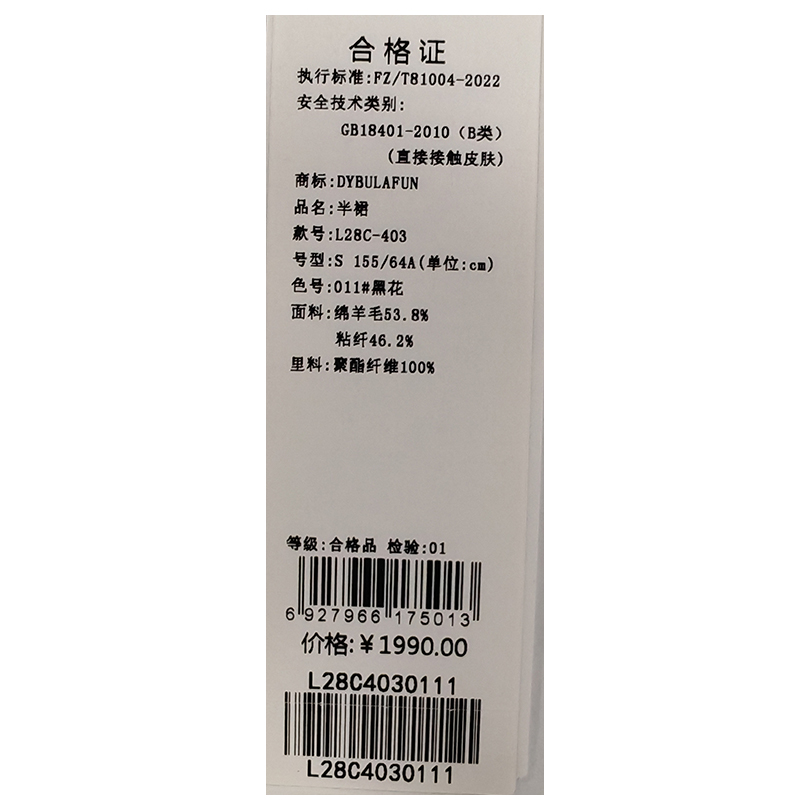 合格证
执行标准:FZ/T81004-2022
安全技术类别:
GB18401-2010（B类）
(直接接触皮肤)
商标:DYBULAFUN
品名:半裙
款号:L28C-403
号型:S 155/64A(单位:cm)
色号:011#黑花
面料:绵羊毛53.8%
粘纤46.2%
里料:聚酯纤维100%
等级:合格品 检验:01
6 927966 175013
价格:￥1990.00
L28C4030111
L28C4030111